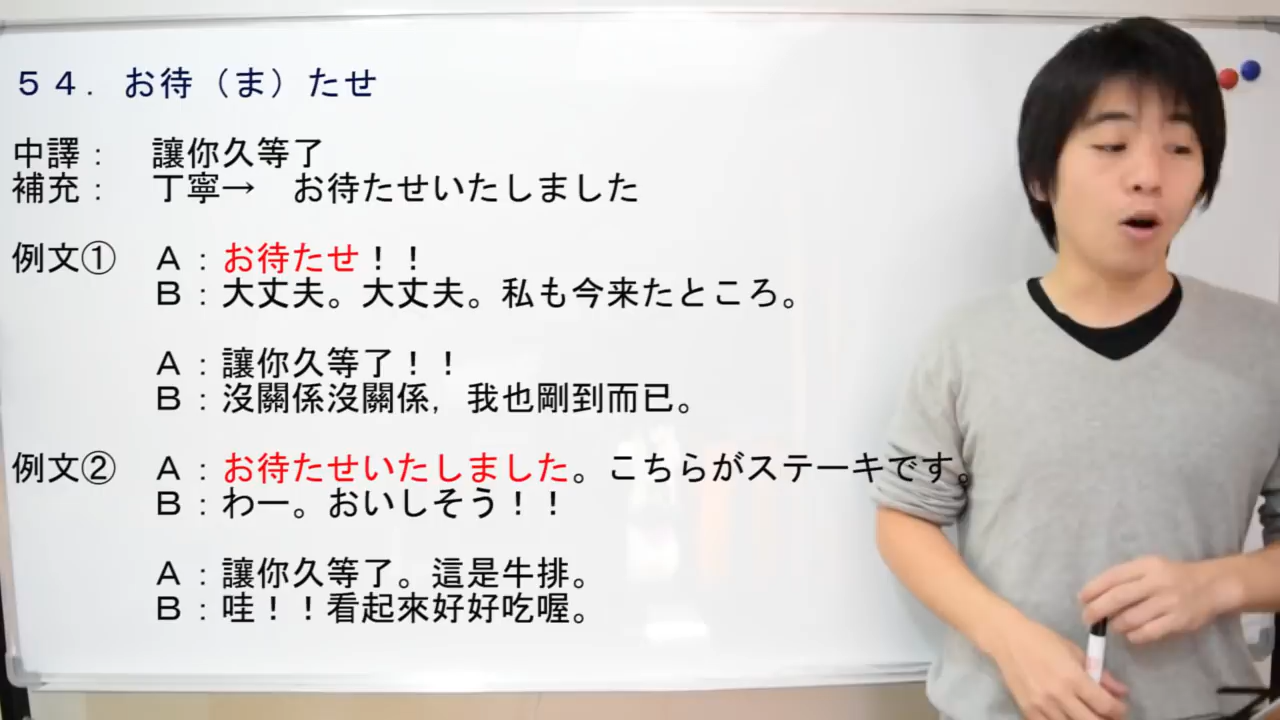 ５４．お待（ま）たせ
中譯： 讓你久等了
補充： 丁寧→ お待たせいたしました
例文① Ａ：お待たせ！！
Ｂ：大丈夫。大丈夫。私も今来たところ。
Ａ：讓你久等了！！
Ｂ：沒關係沒關係，我也剛到而已。
例文② Ａ：お待たせいたしました。こちらがステーキです。
Ｂ：わー。おいしそう！！
Ａ：讓你久等了。這是牛排。
Ｂ：哇！！看起來好好吃喔。